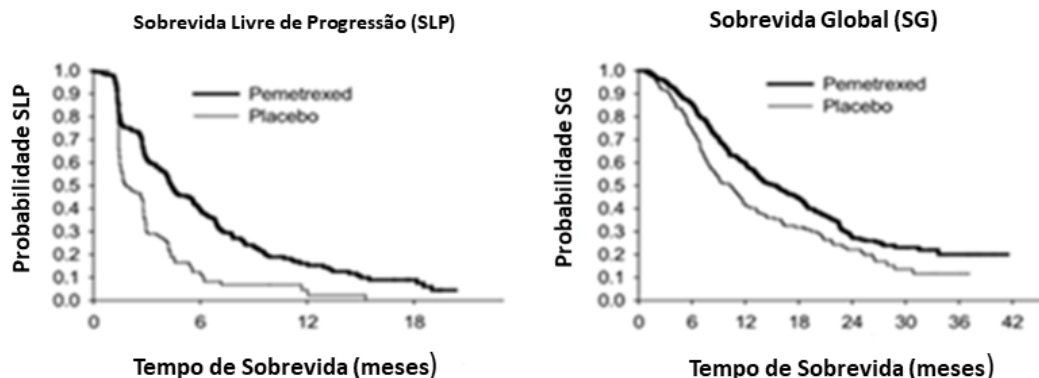 Sobrevida Livre de Progressão (SLP)
Probabilidade SLP
1.0
0.9
0.8
0.7
0.6
0.5
0.4
0.3
0.2
0.1
0.0
Pemetrexed
Placebo
0 6 12 18
Tempo de Sobrevida (meses)
Sobrevida Global (SG)
Probabilidade SG
1.0
0.9
0.8
0.7
0.6
0.5
0.4
0.3
0.2
0.1
0.0
Pemetrexed
Placebo
0 6 12 18 24 30 36 42
Tempo de Sobrevida (meses)